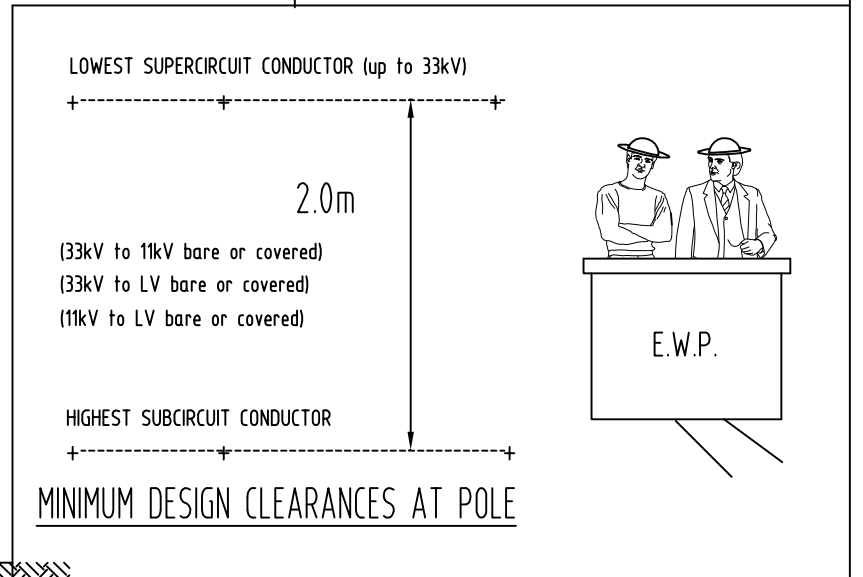 LOWEST SUPERCIRCUIT CONDUCTOR (up to 33kV)
2.0m
(33kV to 11kV bare or covered)
(33kV to LV bare or covered)
(11kV to LV bare or covered)
E.W.P.
HIGHEST SUBCIRCUIT CONDUCTOR
MINIMUM DESIGN CLEARANCES AT POLE